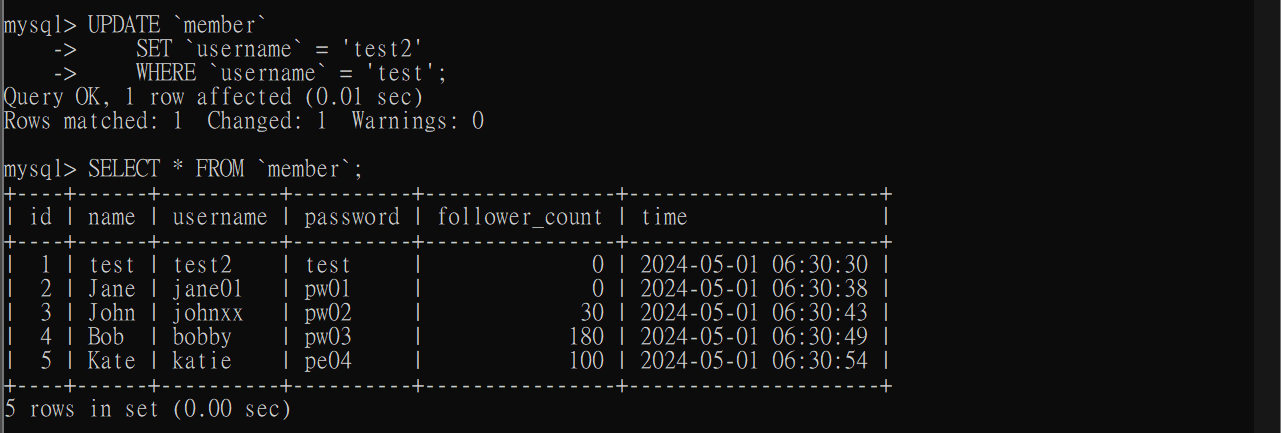 mysql> UPDATE `member`
    ->     SET `username` = 'test2'
    ->     WHERE `username` = 'test';
Query OK, 1 row affected (0.01 sec)
Rows matched: 1  Changed: 1  Warnings: 0

mysql> SELECT * FROM `member`;
+----+------+----------+----------+----------------+---------------------+
| id | name | username | password | follower_count | time                |
+----+------+----------+----------+----------------+---------------------+
|  1 | test | test2    | test     |              0 | 2024-05-01 06:30:30 |
|  2 | Jane | jane01   | pw01     |              0 | 2024-05-01 06:30:38 |
|  3 | John | johnxx   | pw02     |             30 | 2024-05-01 06:30:43 |
|  4 | Bob  | bobby    | pw03     |            180 | 2024-05-01 06:30:49 |
|  5 | Kate | katie    | pe04     |            100 | 2024-05-01 06:30:54 |
+----+------+----------+----------+----------------+---------------------+
5 rows in set (0.00 sec)